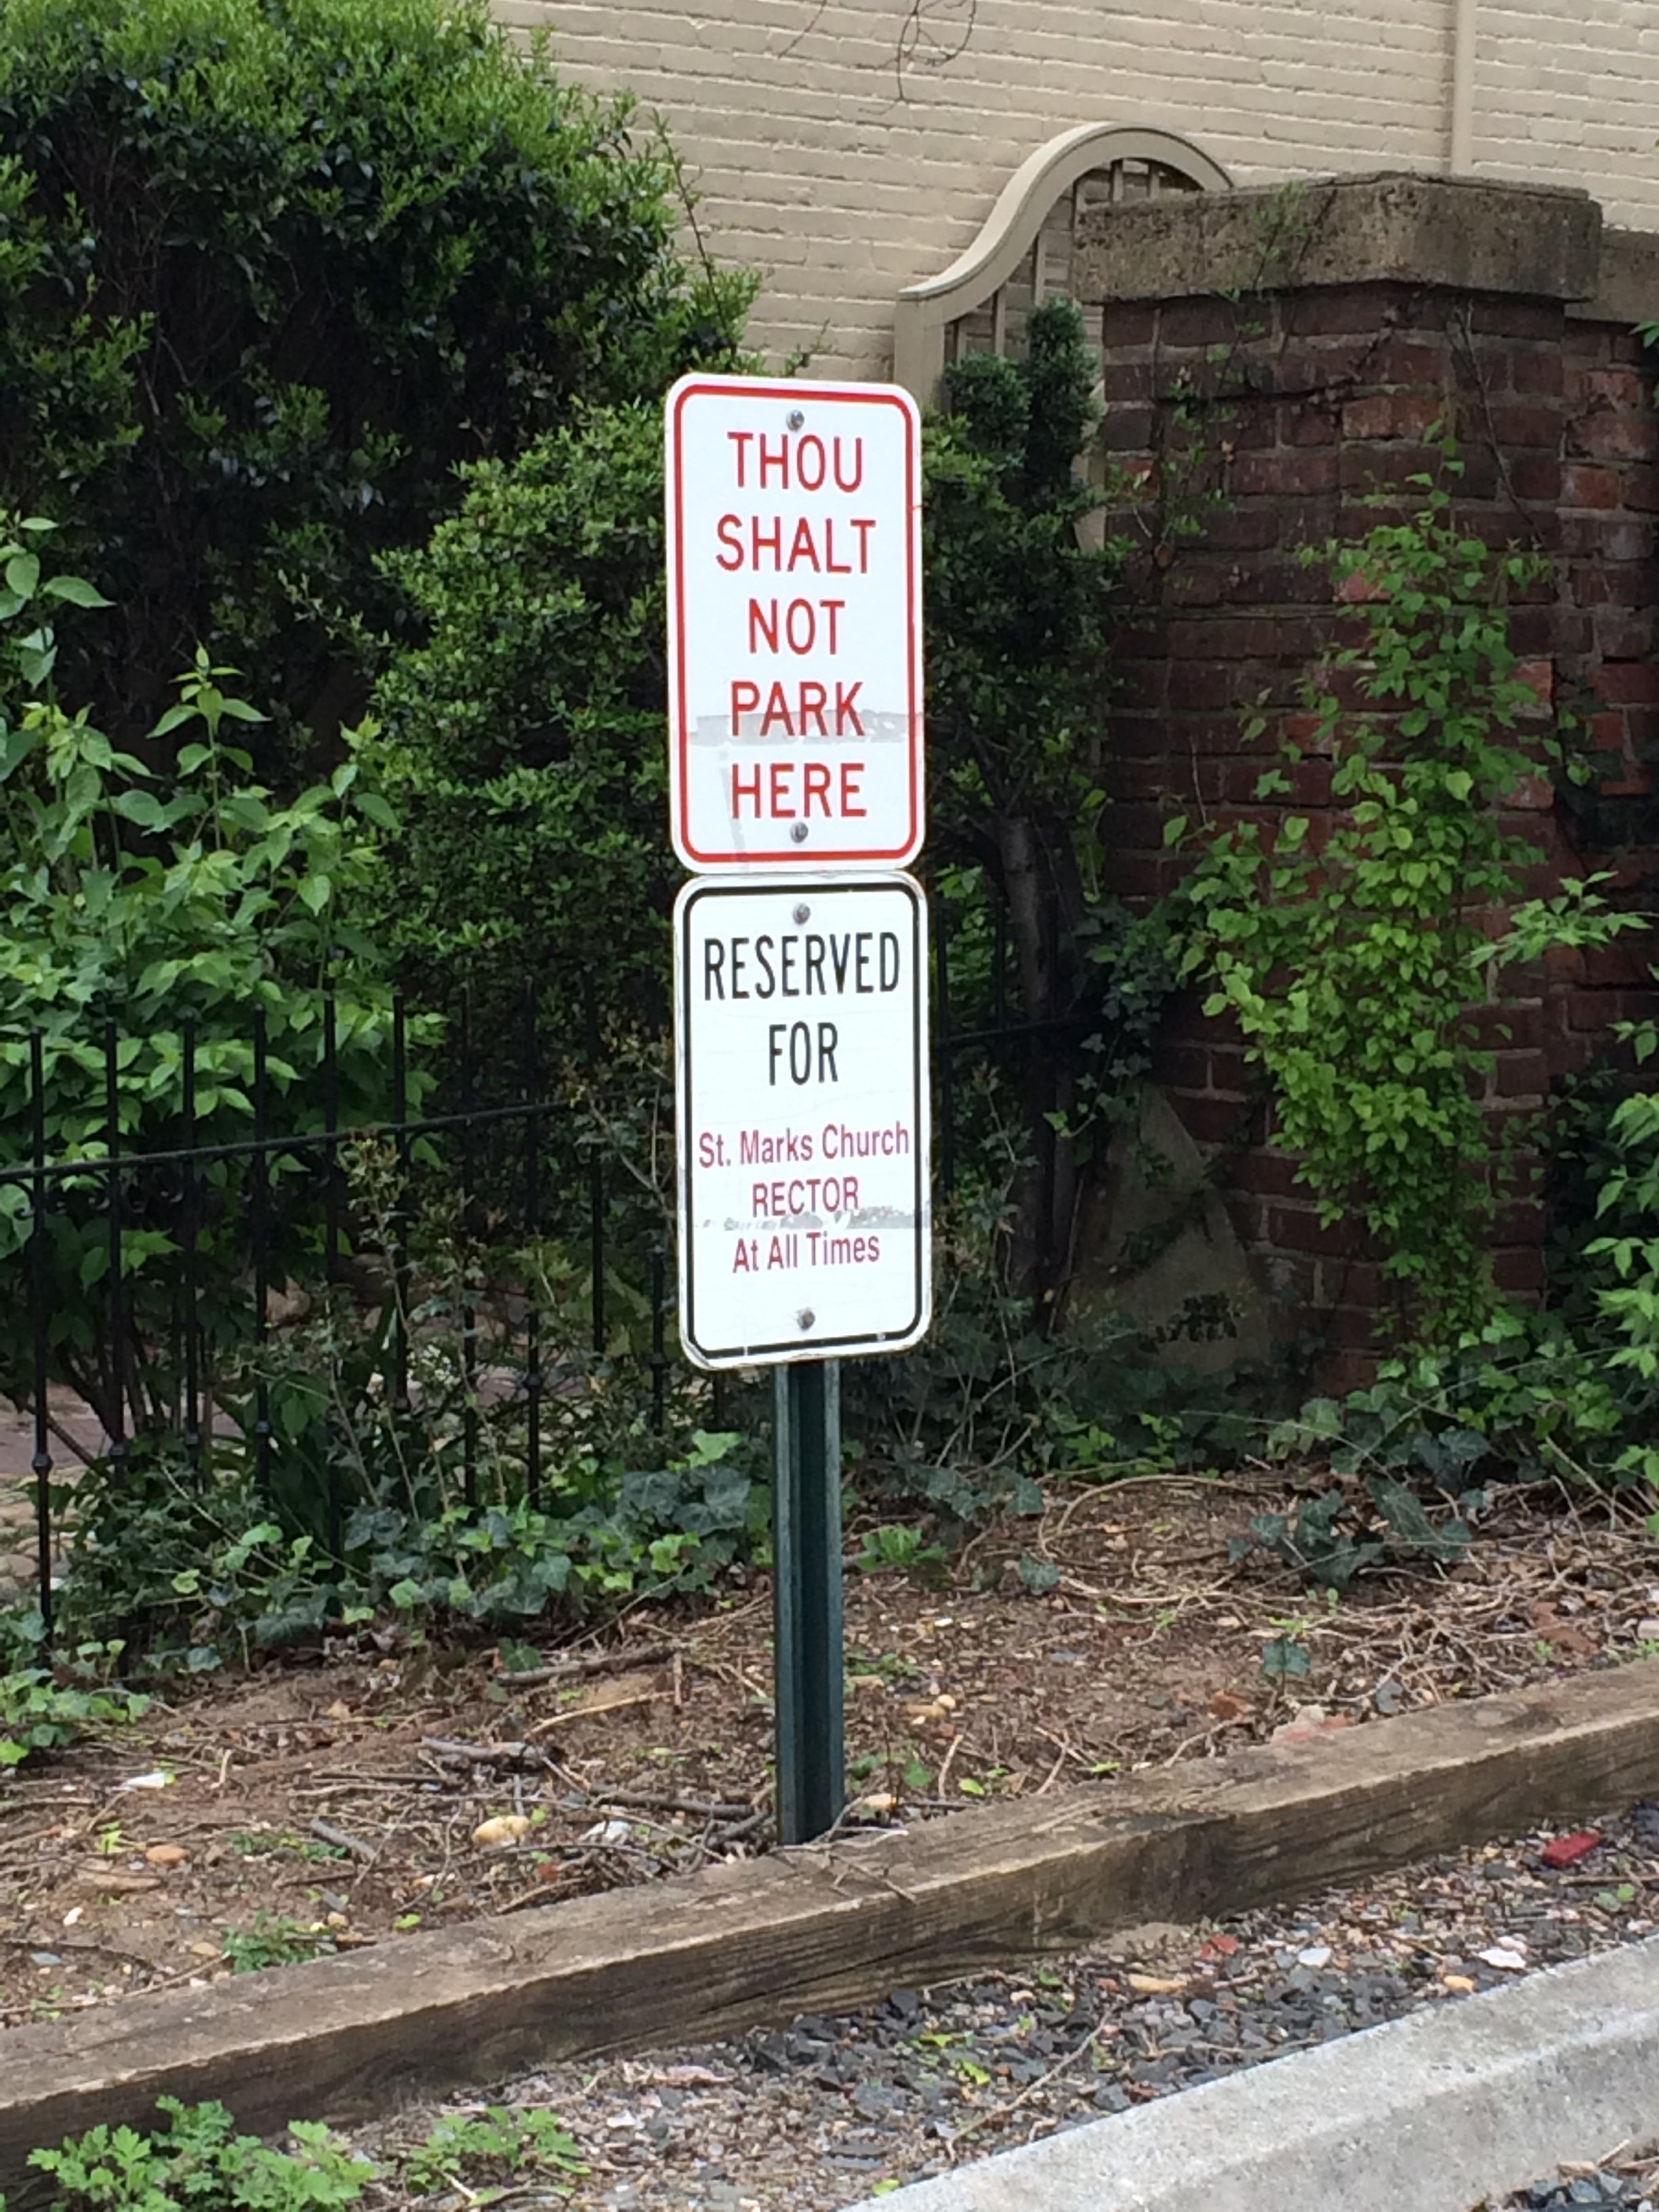 THOU
SHALT
NOT
PARK
HERE
RESERVED
FOR
St. Marks Church
RECTOR
At All Times